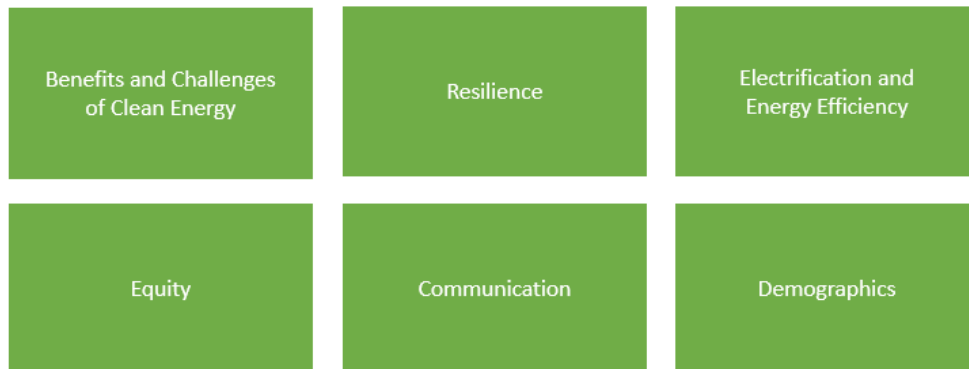 Benefits and Challenges
of Clean Energy
Resilience
Electrification and
Energy Efficiency
Equity
Communication
Demographics